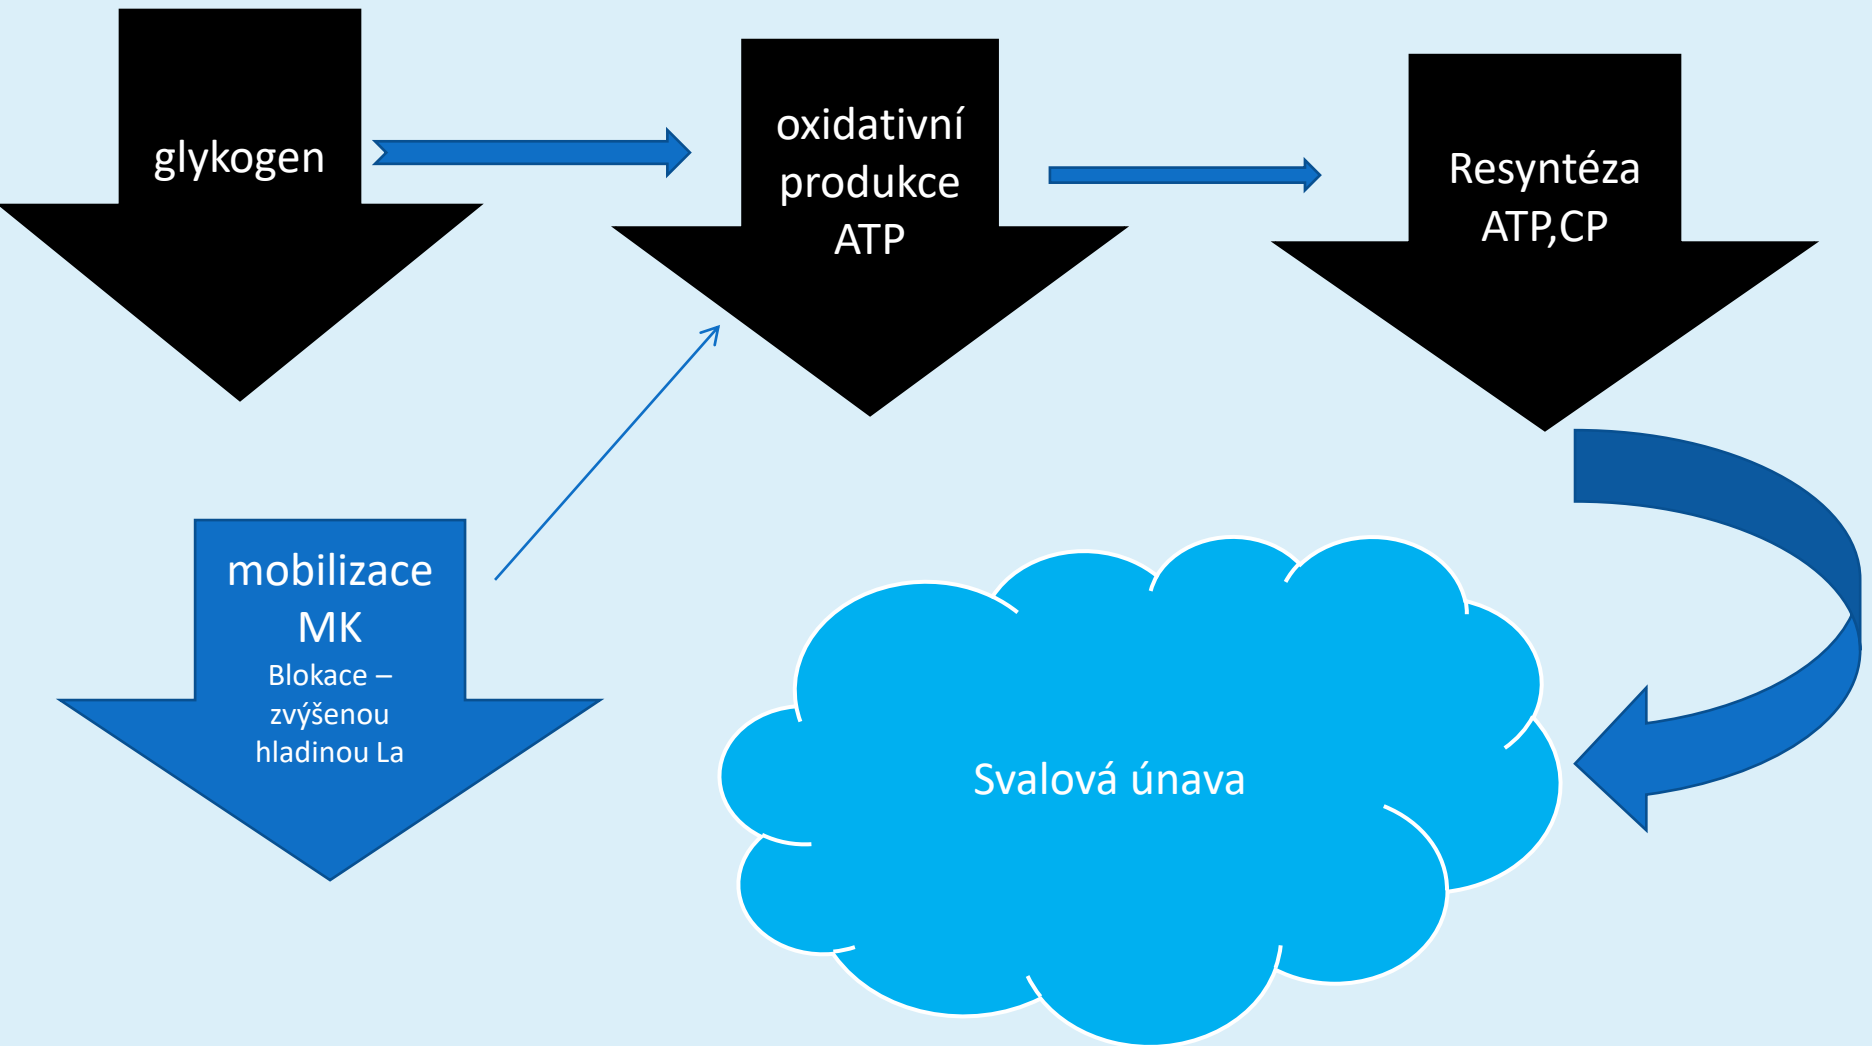 glykogen
oxidativní
produkce
ATP
Resyntéza
ATP,CP
mobilizace
MK
Blokace –
zvýšenou
hladinou La
Svalová únava